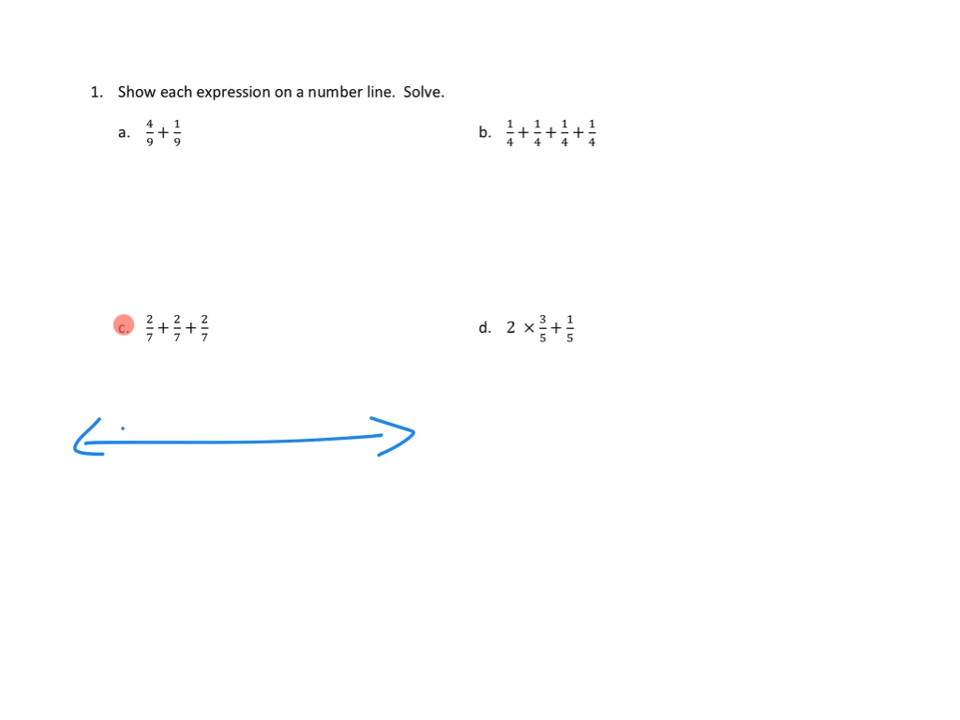 1. Show each expression on a number line. Solve.
a. 4/9 + 1/9
b. 1/4 + 1/4 + 1/4 + 1/4
c. 2/7 + 2/7 + 2/7
d. 2 × 3/5 + 1/5